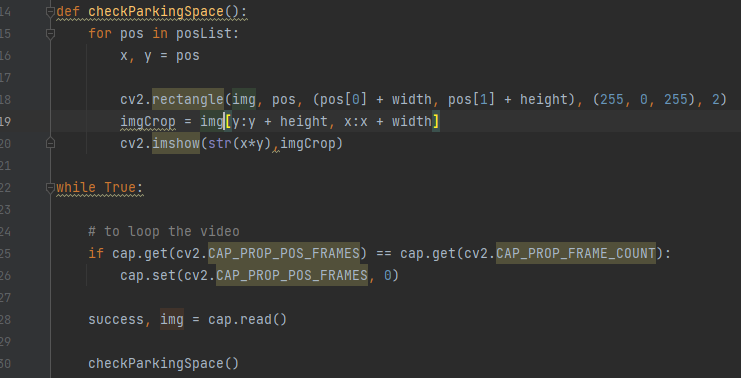 14 def checkParkingSpace():
15     for pos in posList:
16         x, y = pos
17
18         cv2.rectangle(img, pos, (pos[0] + width, pos[1] + height), (255, 0, 255), 2)
19         imgCrop = img[y:y + height, x:x + width]
20         cv2.imshow(str(x*y),imgCrop)
21
22 while True:
23
24     # to loop the video
25     if cap.get(cv2.CAP_PROP_POS_FRAMES) == cap.get(cv2.CAP_PROP_FRAME_COUNT):
26         cap.set(cv2.CAP_PROP_POS_FRAMES, 0)
27
28     success, img = cap.read()
29
30     checkParkingSpace()